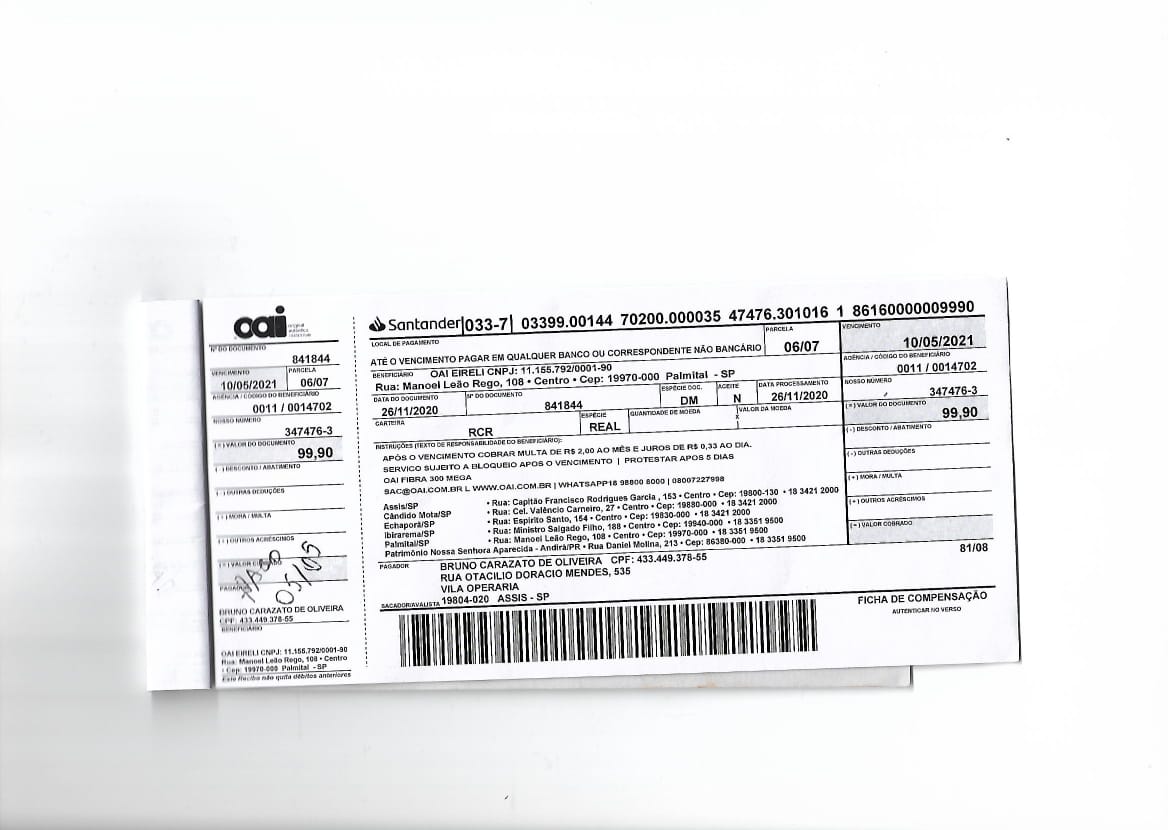 oai original autêntica internacional
Nº DO DOCUMENTO
841844
VENCIMENTO PARCELA
10/05/2021 06/07
AGÊNCIA / CÓDIGO DO BENEFICIÁRIO
0011 / 0014702
NOSSO NÚMERO
347476-3
(=) VALOR DO DOCUMENTO
99,90
(-) DESCONTO / ABATIMENTO
(-) OUTRAS DEDUÇÕES
(+) MORA / MULTA
(+) OUTROS ACRÉSCIMOS
(=) VALOR COBRADO
PAGO
05/05
PAGADOR
BRUNO CARAZATO DE OLIVEIRA
CPF: 433.449.378-55
BENEFICIÁRIO
OAI EIRELI CNPJ: 11.155.792/0001-90
Rua: Manoel Leão Rego, 108 • Centro
• Cep: 19970-000 Palmital - SP
Este Recibo não quita débitos anteriores
Santander |033-7| 03399.00144 70200.000035 47476.301016 1 86160000009990
LOCAL DE PAGAMENTO
ATÉ O VENCIMENTO PAGAR EM QUALQUER BANCO OU CORRESPONDENTE NÃO BANCÁRIO
PARCELA
06/07
VENCIMENTO
10/05/2021
BENEFICIÁRIO OAI EIRELI CNPJ: 11.155.792/0001-90
Rua: Manoel Leão Rego, 108 • Centro • Cep: 19970-000 Palmital - SP
AGÊNCIA / CÓDIGO DO BENEFICIÁRIO
0011 / 0014702
DATA DO DOCUMENTO Nº DO DOCUMENTO ESPÉCIE DOC. ACEITE DATA PROCESSAMENTO
26/11/2020 841844 DM N 26/11/2020
NOSSO NÚMERO
347476-3
CARTEIRA ESPÉCIE QUANTIDADE DE MOEDA VALOR DA MOEDA
RCR REAL x
(=) VALOR DO DOCUMENTO
99,90
INSTRUÇÕES (TEXTO DE RESPONSABILIDADE DO BENEFICIÁRIO):
APÓS O VENCIMENTO COBRAR MULTA DE R$ 2,00 AO MÊS E JUROS DE R$ 0,33 AO DIA.
SERVICO SUJEITO A BLOQUEIO APOS O VENCIMENTO | PROTESTAR APOS 5 DIAS
OAI FIBRA 300 MEGA
SAC@OAI.COM.BR L WWW.OAI.COM.BR | WHATSAPP18 98800 6000 | 08007227998
Assis/SP • Rua: Capitão Francisco Rodrigues Garcia, 153 • Centro • Cep: 19800-130 • 18 3421 2000
Cândido Mota/SP • Rua: Cel. Valêncio Carneiro, 27 • Centro • Cep: 19880-000 • 18 3421 2000
Echaporã/SP • Rua: Espirito Santo, 154 • Centro • Cep: 19830-000 • 18 3421 2000
Ibirarema/SP • Rua: Ministro Salgado Filho, 188 • Centro • Cep: 19940-000 • 18 3351 9500
Palmital/SP • Rua: Manoel Leão Rego, 108 • Centro • Cep: 19970-000 • 18 3351 9500
Patrimônio Nossa Senhora Aparecida - Andirá/PR • Rua Daniel Molina, 213 • Cep: 86380-000 • 18 3351 9500
(-) DESCONTO / ABATIMENTO
(-) OUTRAS DEDUÇÕES
(+) MORA / MULTA
(+) OUTROS ACRÉSCIMOS
(=) VALOR COBRADO
81/08
PAGADOR BRUNO CARAZATO DE OLIVEIRA CPF: 433.449.378-55
RUA OTACILIO DORACIO MENDES, 535
VILA OPERARIA
SACADOR/AVALISTA 19804-020 ASSIS - SP
FICHA DE COMPENSAÇÃO
AUTENTICAR NO VERSO